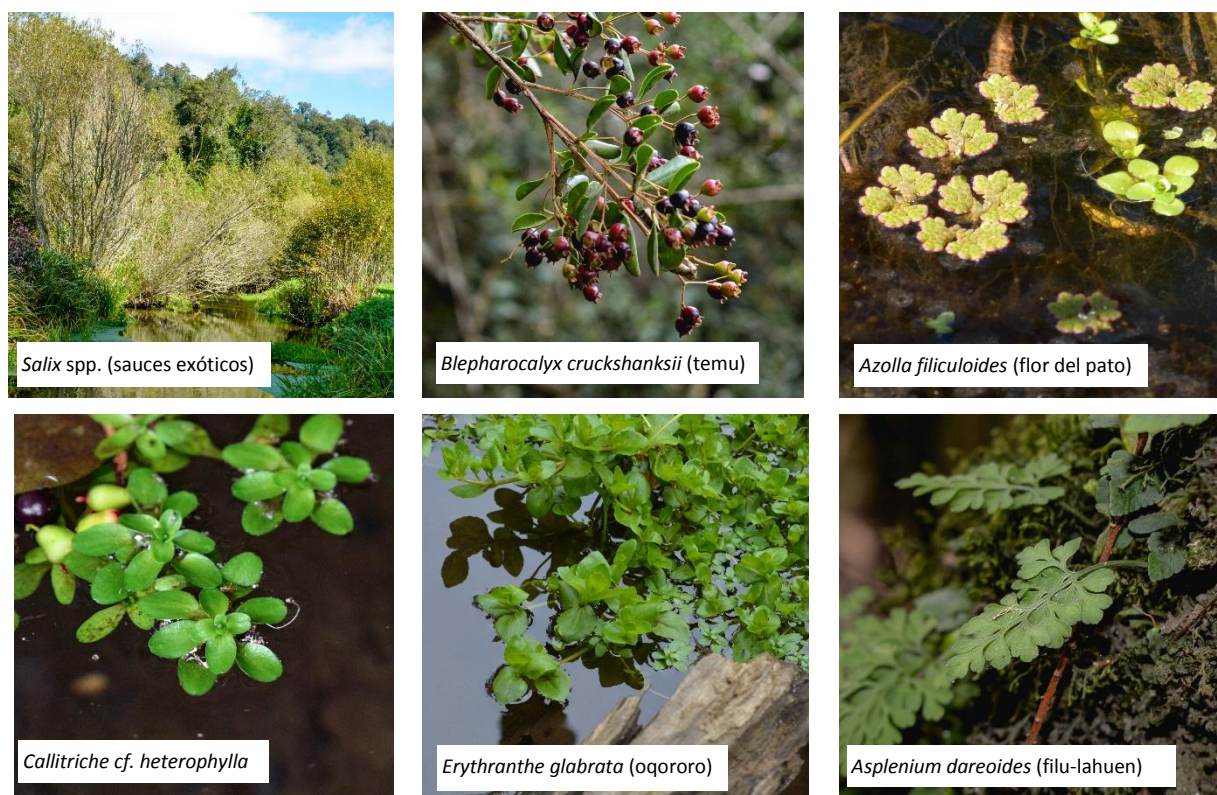 Salix spp. (sauces exóticos)
Blepharocalyx cruckshanksii (temu)
Azolla filiculoides (flor del pato)
Callitriche cf. heterophylla
Erythranthe glabrata (oqororo)
Asplenium dareoides (filu-lahuen)